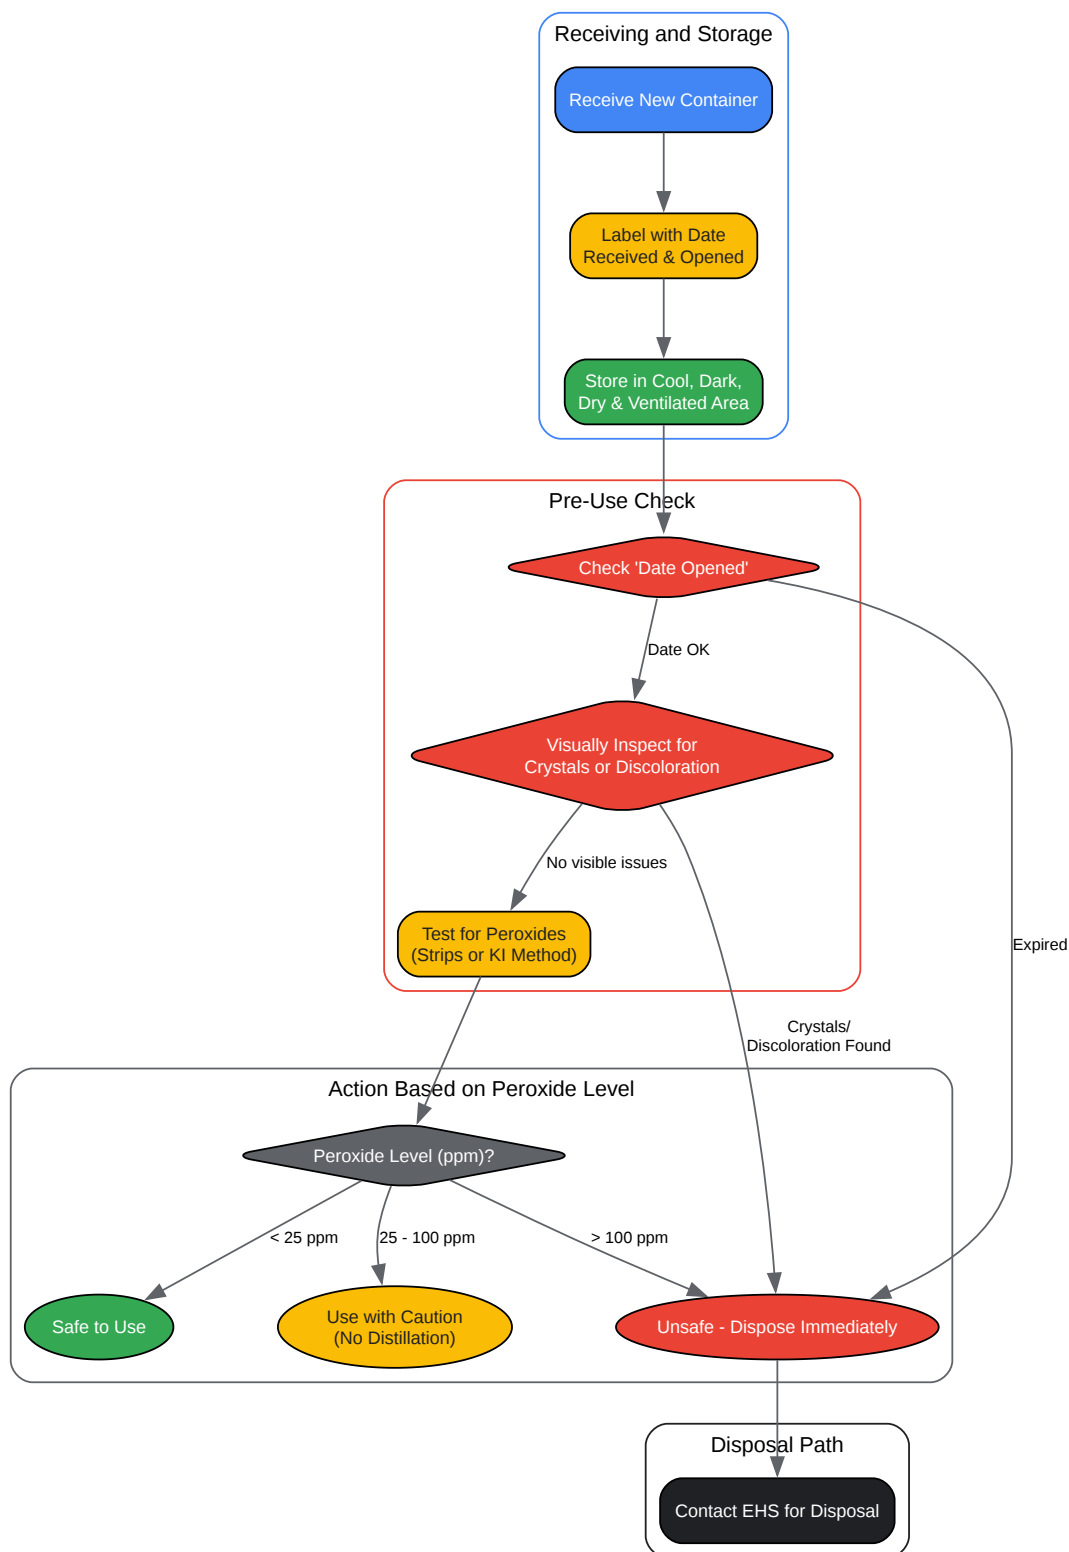 Receiving and Storage
Receive New Container
Label with Date
Received & Opened
Store in Cool, Dark,
Dry & Ventilated Area
Pre-Use Check
Check 'Date Opened'
Date OK
Visually Inspect for
Crystals or Discoloration
No visible issues
Test for Peroxides
(Strips or KI Method)
Expired
Crystals/
Discoloration Found
Action Based on Peroxide Level
Peroxide Level (ppm)?
< 25 ppm
25 - 100 ppm
> 100 ppm
Safe to Use
Use with Caution
(No Distillation)
Unsafe - Dispose Immediately
Disposal Path
Contact EHS for Disposal